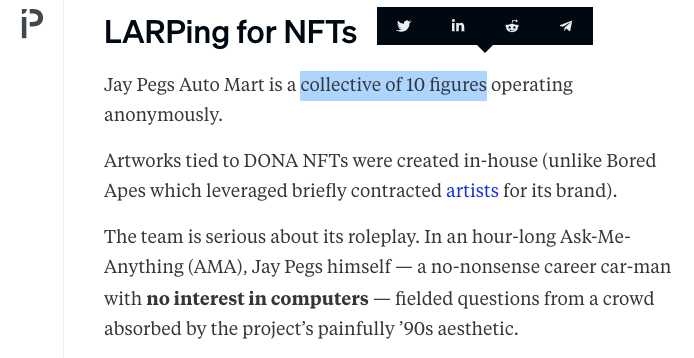 LARPing for NFTs
Jay Pegs Auto Mart is a collective of 10 figures operating
anonymously.
Artworks tied to DONA NFTs were created in-house (unlike Bored
Apes which leveraged briefly contracted artists for its brand).
The team is serious about its roleplay. In an hour-long Ask-Me-
Anything (AMA), Jay Pegs himself — a no-nonsense career car-man
with no interest in computers — fielded questions from a crowd
absorbed by the project’s painfully ’90s aesthetic.